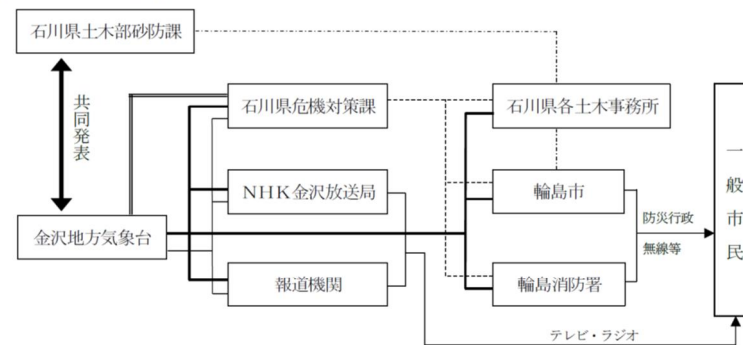 石川県土木部砂防課
共同発表
石川県危機対策課
石川県各土木事務所
NHK金沢放送局
輪島市
一般市民
防災行政
無線等
金沢地方気象台
報道機関
輪島消防署
テレビ・ラジオ